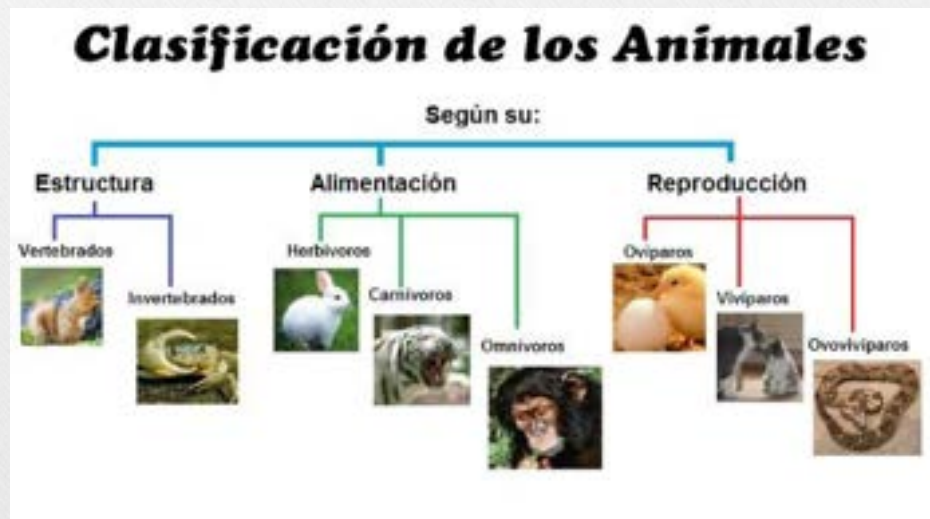 Clasificación de los Animales
Según su:
Estructura
Alimentación
Reproducción
Vertebrados
Invertebrados
Herbívoros
Carnívoros
Omnívoros
Ovíparos
Vivíparos
Ovovivíparos